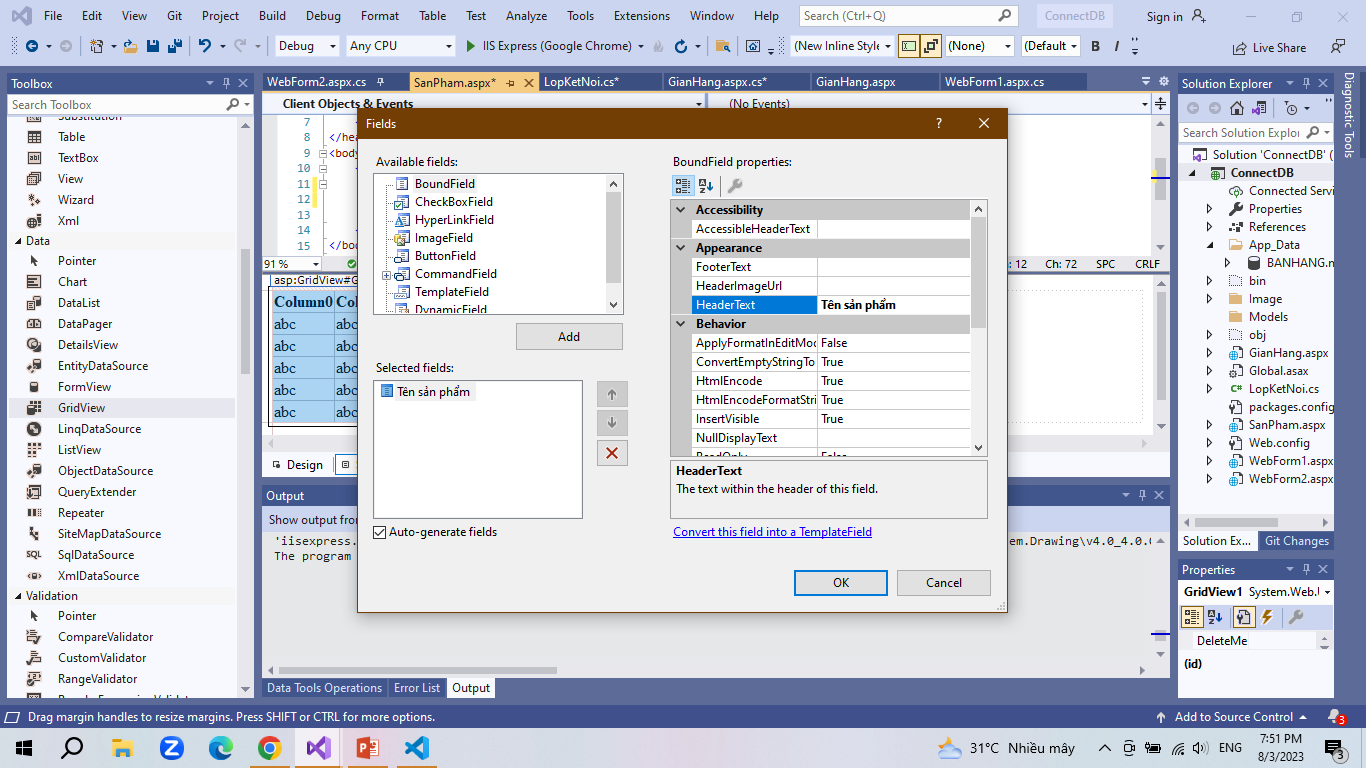 File Edit View Git Project Build Debug Format Table Test Analyze Tools Extensions Window Help Search (Ctrl+Q) ConnectDB Sign in
Debug Any CPU IIS Express (Google Chrome) (New Inline Style (None) (Default B I Live Share
Toolbox
Search Toolbox
Substitution
Table
TextBox
View
Wizard
Xml
Data
Pointer
Chart
DataList
DataPager
DetailsView
EntityDataSource
FormView
GridView
LinqDataSource
ListView
ObjectDataSource
QueryExtender
Repeater
SiteMapDataSource
SqlDataSource
XmlDataSource
Validation
Pointer
CompareValidator
CustomValidator
RangeValidator
WebForm2.aspx.cs SanPham.aspx* LopKetNoi.cs* GianHang.aspx.cs* GianHang.aspx WebForm1.aspx.cs
Client Objects & Events (No Events)
7
8 </hea
9 <body
10
11
12
13
14
15 </body
91 % : 12 Ch: 72 SPC CRLF
asp:GridView#G
Column0 Col
abc abc
abc abc
abc abc
abc abc
abc abc
Design
Fields
?
Available fields:
BoundField
CheckBoxField
HyperLinkField
ImageField
ButtonField
CommandField
TemplateField
DynamicField
Add
Selected fields:
Tên sản phẩm
Auto-generate fields
BoundField properties:
Accessibility
AccessibleHeaderText
Appearance
FooterText
HeaderImageUrl
HeaderText Tên sản phẩm
Behavior
ApplyFormatInEditMod False
ConvertEmptyStringTo True
HtmlEncode True
HtmlEncodeFormatStri True
InsertVisible True
NullDisplayText
ReadOnly False
HeaderText
The text within the header of this field.
Convert this field into a TemplateField
OK Cancel
Output
Show output from
'iisexpress. em.Drawing\v4.0_4.0.0
The program
Data Tools Operations Error List Output
Solution Explorer
Search Solution Explor
Solution 'ConnectDB' (
ConnectDB
Connected Servi
Properties
References
App_Data
BANHANG.m
bin
Image
Models
obj
GianHang.aspx
Global.asax
LopKetNoi.cs
packages.config
SanPham.aspx
Web.config
WebForm1.aspx
WebForm2.aspx
Solution Ex... Git Changes
Diagnostic Tools
Properties
GridView1 System.Web.U
DeleteMe
(id)
Drag margin handles to resize margins. Press SHIFT or CTRL for more options. Add to Source Control 3
31°C Nhiều mây ENG 7:51 PM
8/3/2023 3